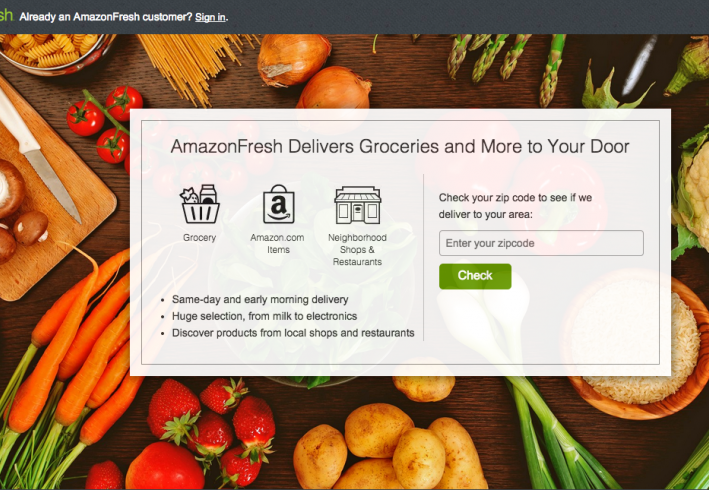 sh Already an AmazonFresh customer? Sign in.
AmazonFresh Delivers Groceries and More to Your Door
Grocery
Amazon.com
Items
Neighborhood
Shops &
Restaurants
Same-day and early morning delivery
Huge selection, from milk to electronics
Discover products from local shops and restaurants
Check your zip code to see if we
deliver to your area:
Enter your zipcode
Check